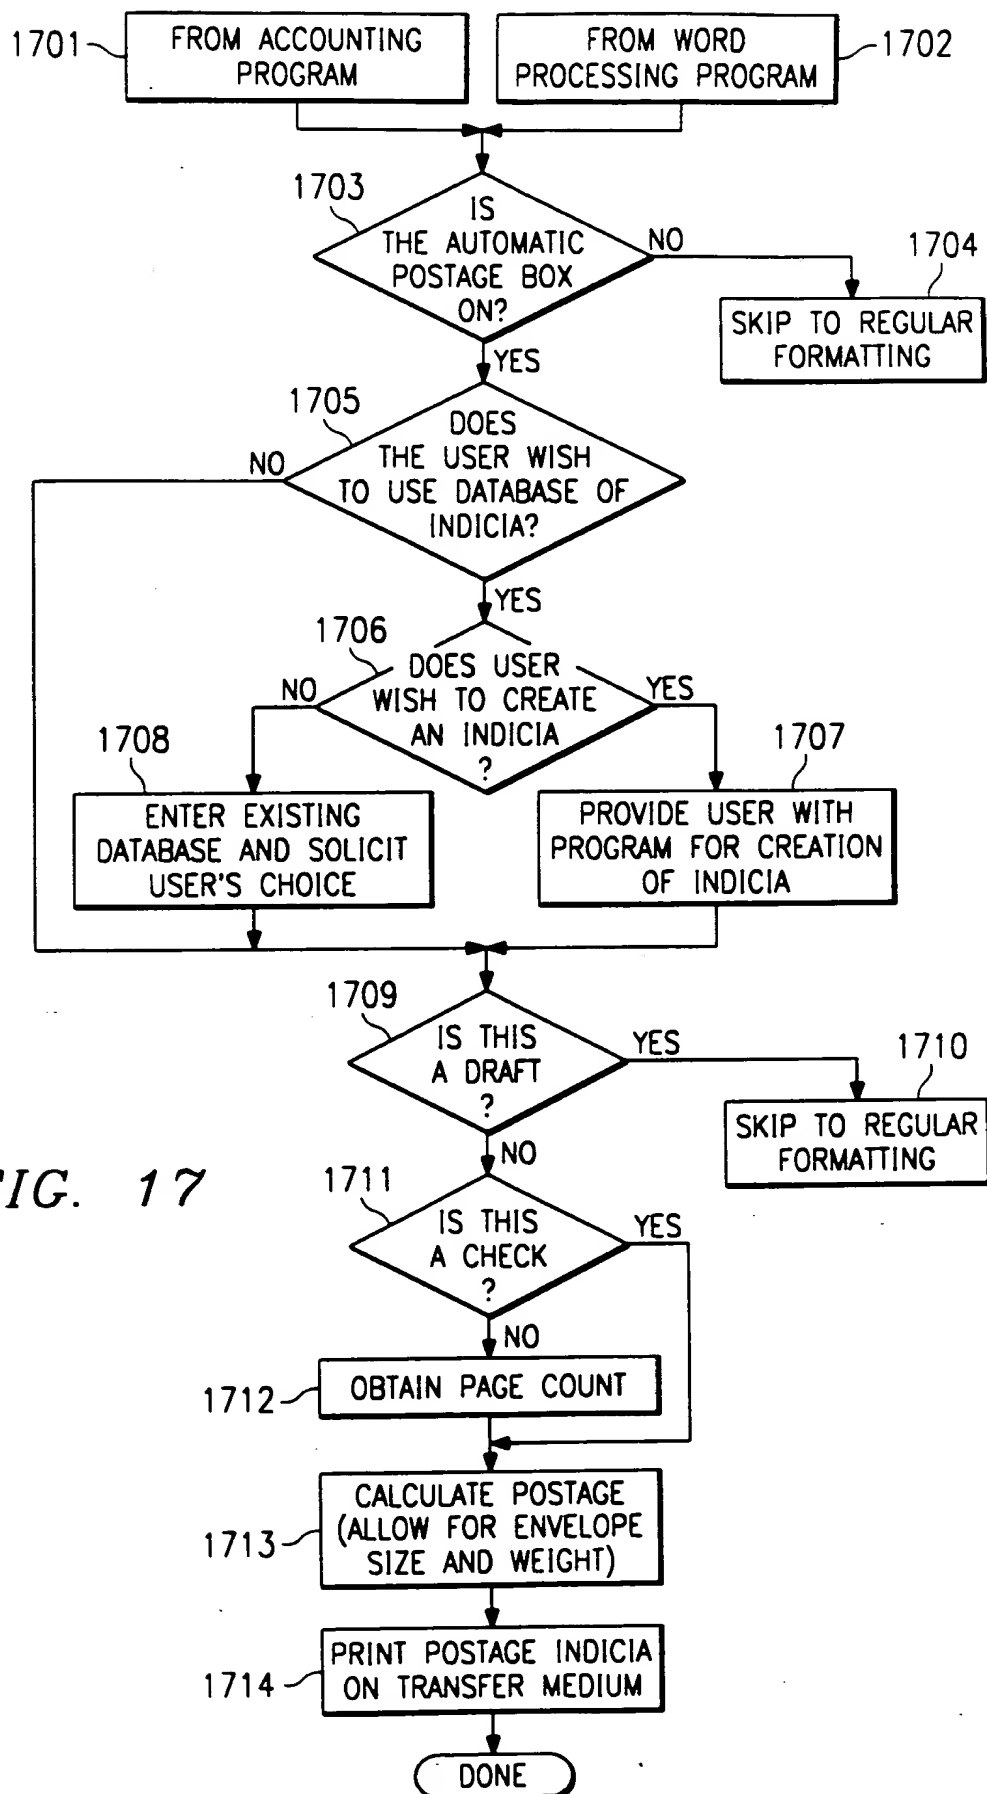 1701
FROM ACCOUNTING
PROGRAM
FROM WORD
PROCESSING PROGRAM
1702
1703
IS
THE AUTOMATIC
POSTAGE BOX
ON?
NO
1704
SKIP TO REGULAR
FORMATTING
YES
1705
DOES
THE USER WISH
TO USE DATABASE OF
INDICIA?
NO
YES
1706
DOES USER
WISH TO CREATE
AN INDICIA
?
NO
YES
1708
ENTER EXISTING
DATABASE AND SOLICIT
USER'S CHOICE
1707
PROVIDE USER WITH
PROGRAM FOR CREATION
OF INDICIA
1709
IS THIS
A DRAFT
?
YES
1710
SKIP TO REGULAR
FORMATTING
NO
FIG. 17
1711
IS THIS
A CHECK
?
YES
NO
1712
OBTAIN PAGE COUNT
1713
CALCULATE POSTAGE
(ALLOW FOR ENVELOPE
SIZE AND WEIGHT)
1714
PRINT POSTAGE INDICIA
ON TRANSFER MEDIUM
DONE